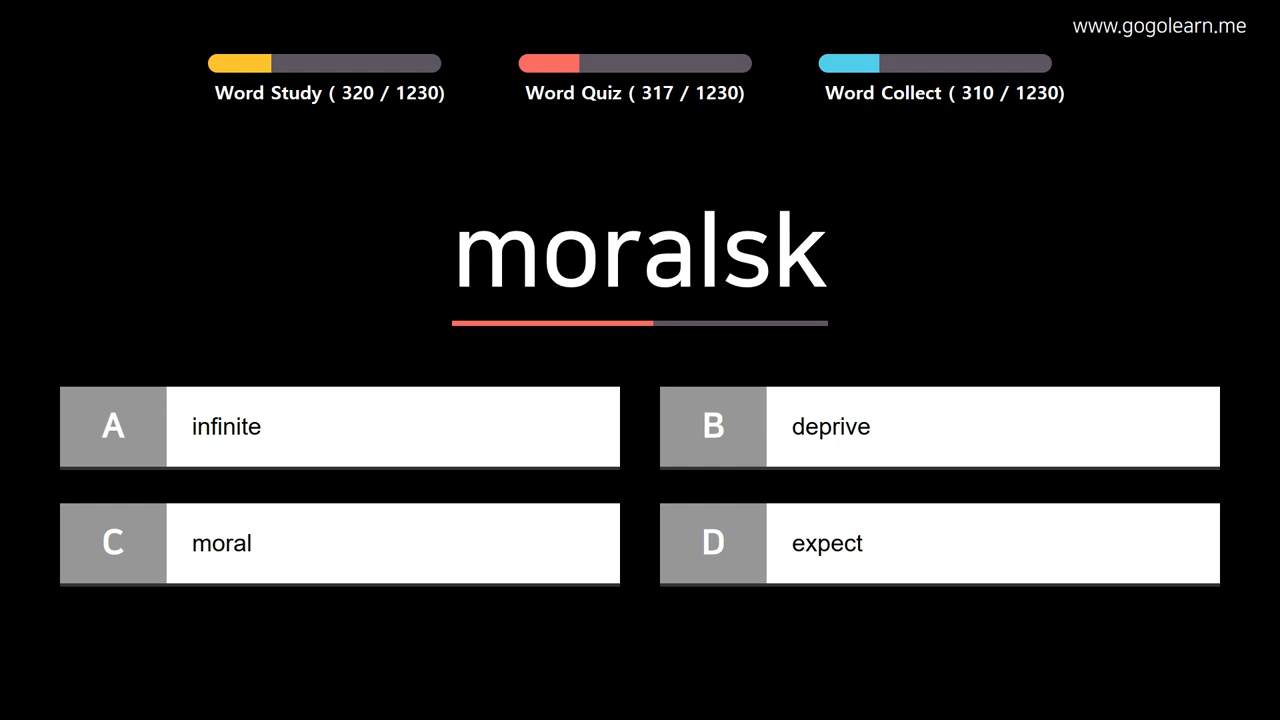 www.gogolearn.me
Word Study ( 320 / 1230)
Word Quiz ( 317 / 1230)
Word Collect ( 310 / 1230)
moralsk
A infinite
B deprive
C moral
D expect